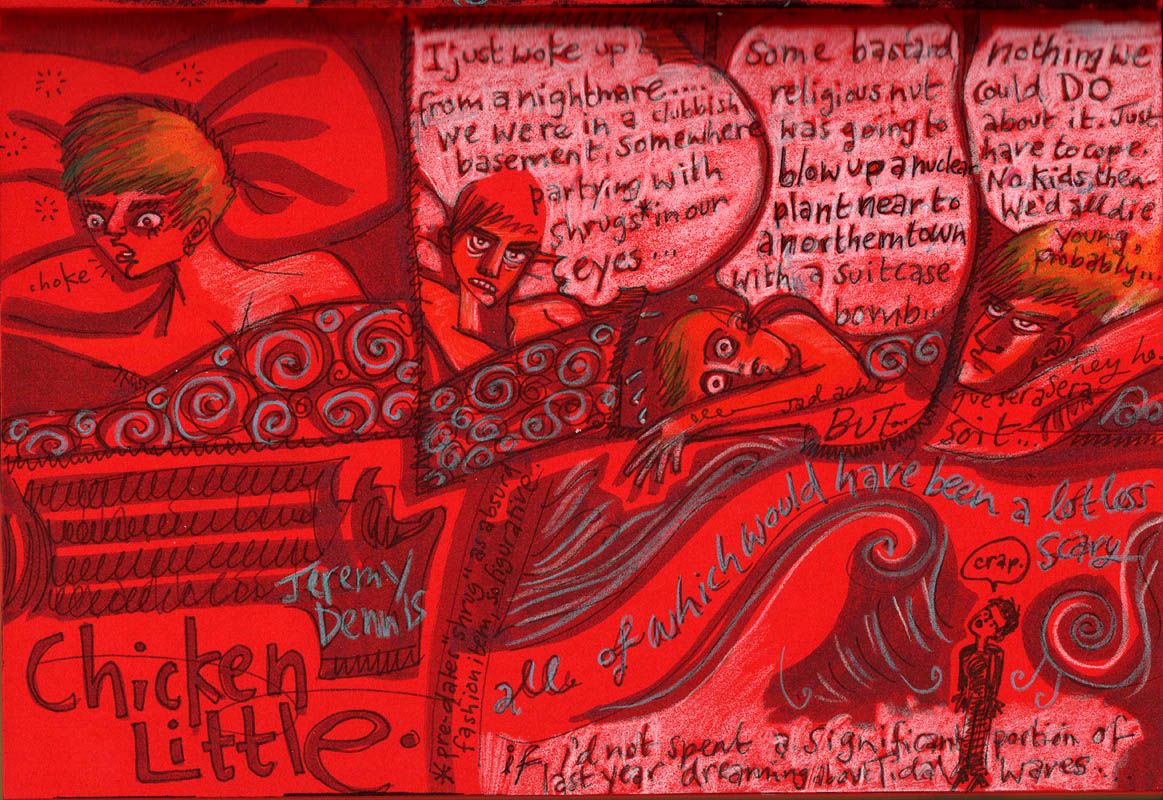 choke
I just woke up
from a nightmare....
we were in a clubbish
basement, somewhere
partying with
shrugs* in our
eyes...
Some bastard
religious nut
was going to
blow up a nuclear
plant near to
a northern town
with a suitcase
bomb...
sad ache
BUT...
nothing we
could DO
about it. Just
have to cope.
No kids then.
We'd all die
young,
probably...
hey ho.
que sera sera
soit...
Jeremy
Dennis
Chicken
Little.
*pre-dates "shrug" as absurd
fashion item, so figurative.
all of which would have been a lot less
scary
crap.
if i'd not spent a significant portion of
last year dreaming about tidal waves...